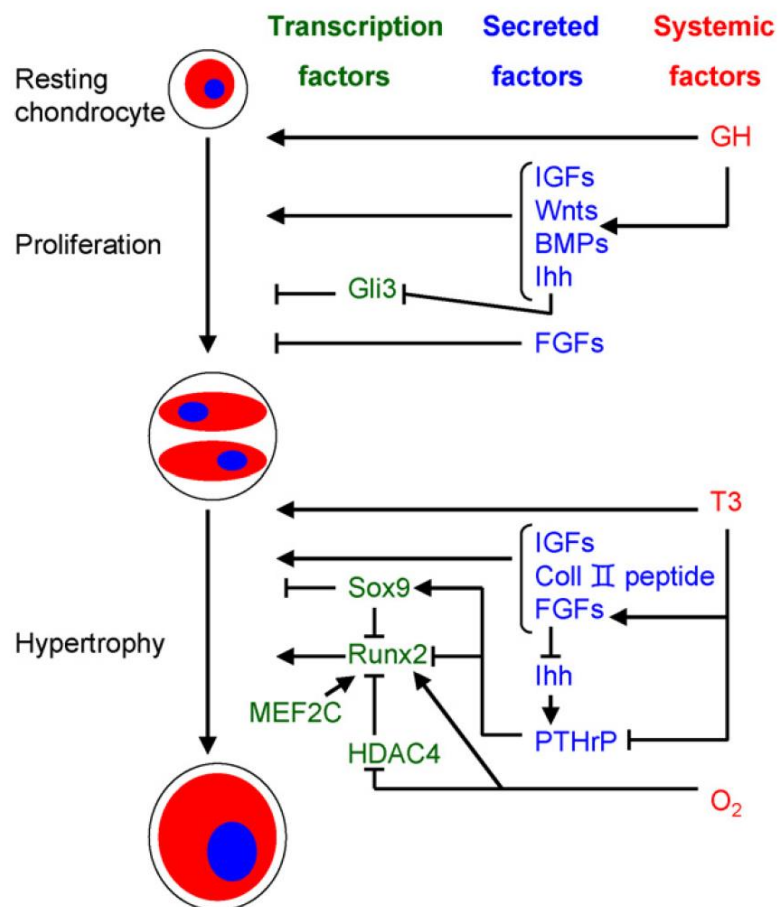 Transcription
factors
Secreted
factors
Systemic
factors
Resting
chondrocyte
GH
IGFs
Wnts
BMPs
Ihh
Proliferation
Gli3
FGFs
T3
IGFs
Coll II peptide
FGFs
Sox9
Hypertrophy
Runx2
Ihh
MEF2C
PTHrP
HDAC4
O₂